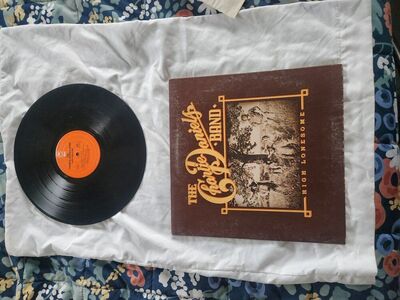 THE
Charlie
Daniels
BAND
HIGH LONESOME